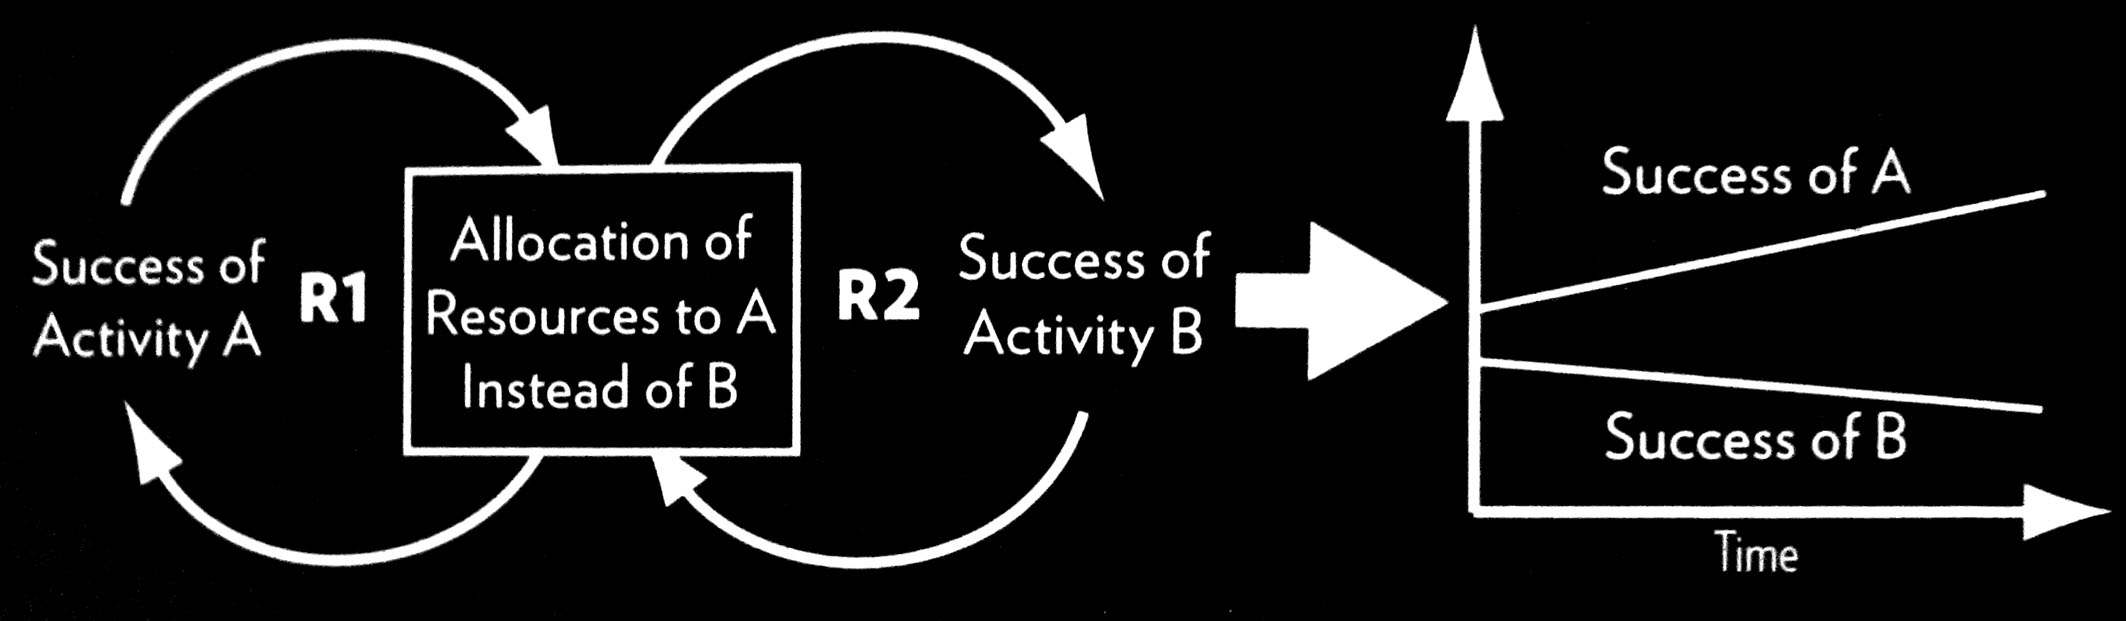 Success of
Activity A
R1
Allocation of
Resources to A
Instead of B
R2
Success of
Activity B
Success of A
Success of B
Time